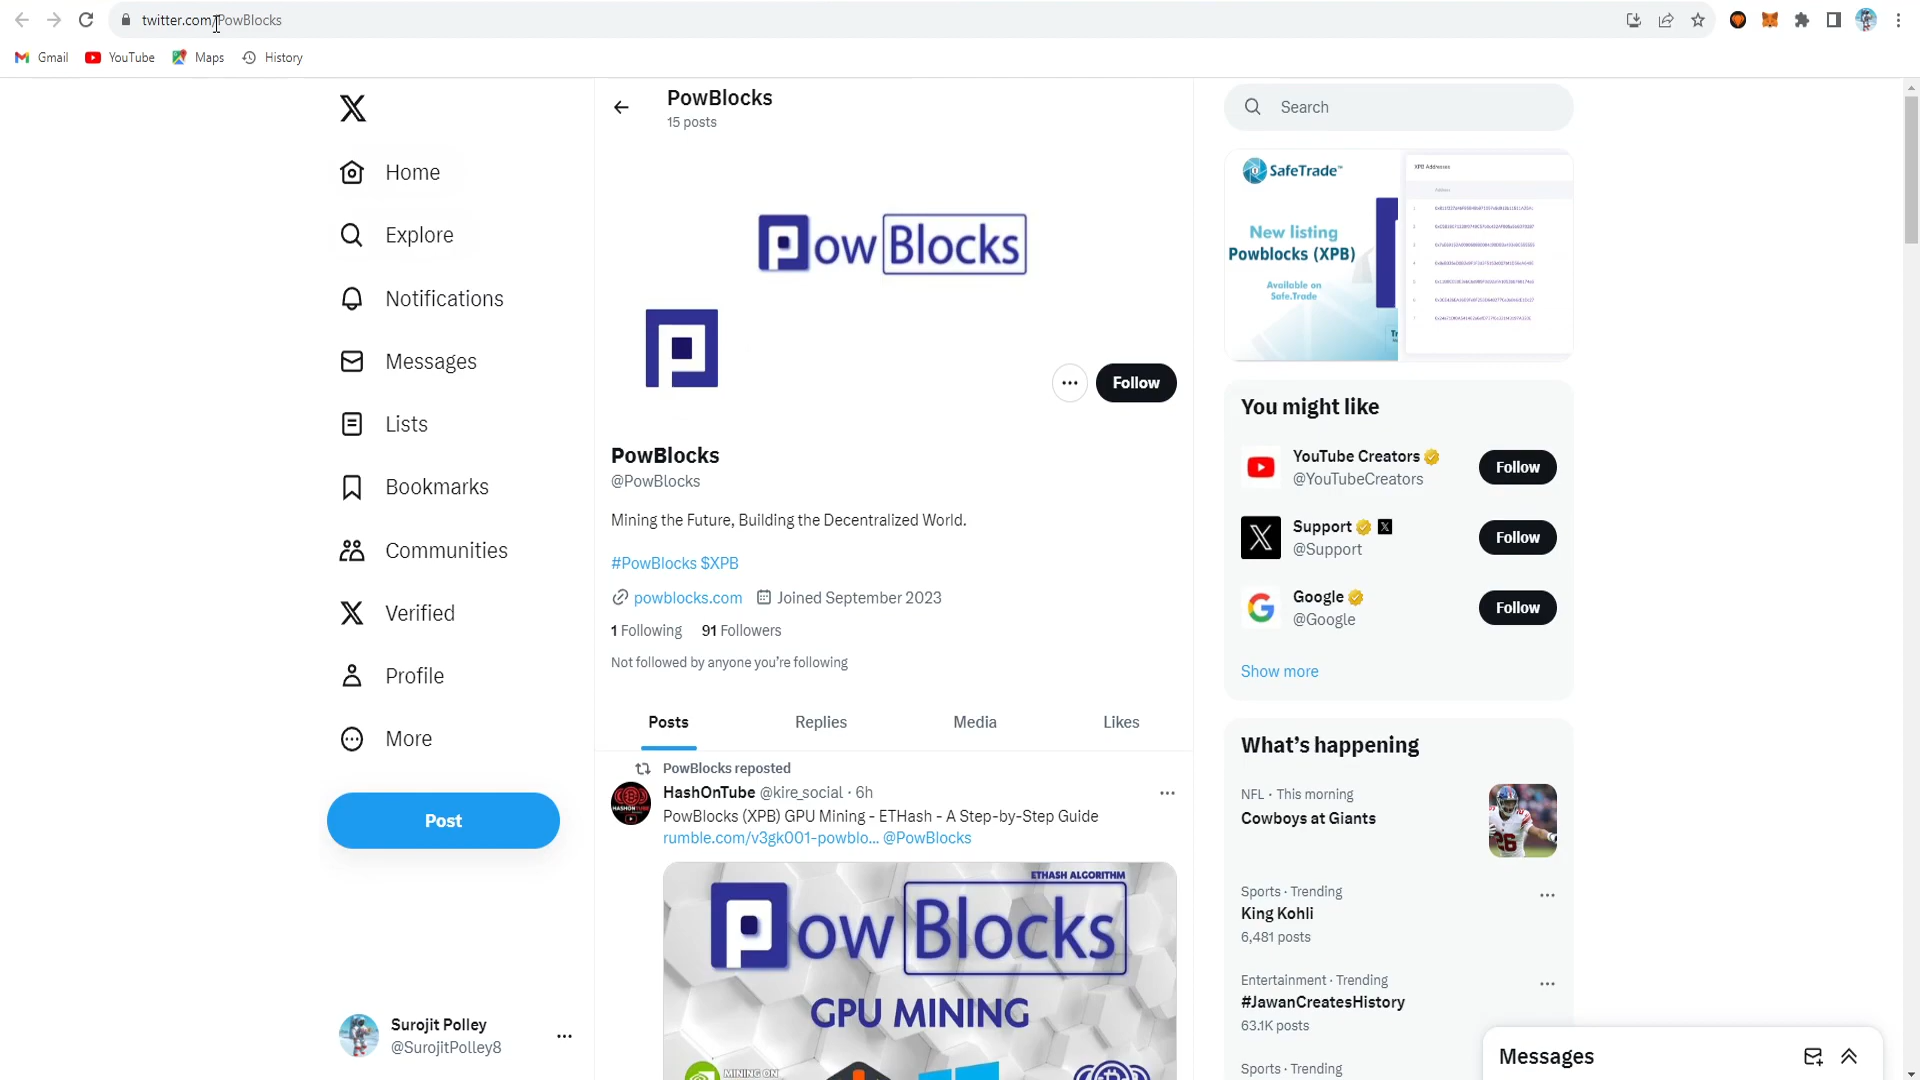 twitter.com/PowBlocks
Gmail
YouTube
Maps
History
Home
Explore
Notifications
Messages
Lists
Bookmarks
Communities
Verified
Profile
More
Post
Surojit Polley
@SurojitPolley8
PowBlocks
15 posts
PowBlocks
Follow
PowBlocks
@PowBlocks
Mining the Future, Building the Decentralized World.
#PowBlocks $XPB
powblocks.com Joined September 2023
1 Following 91 Followers
Not followed by anyone you're following
Posts Replies Media Likes
PowBlocks reposted
HashOnTube @kire_social · 6h
PowBlocks (XPB) GPU Mining - ETHash - A Step-by-Step Guide
rumble.com/v3gk001-powblo... @PowBlocks
ETHASH ALGORITHM
PowBlocks
GPU MINING
MINING ON
Search
SafeTrade™
New listing
Powblocks (XPB)
Available on
Safe.Trade
XPB Addresses
Address
You might like
YouTube Creators
@YouTubeCreators
Follow
Support
@Support
Follow
Google
@Google
Follow
Show more
What's happening
NFL · This morning
Cowboys at Giants
Sports · Trending
King Kohli
6,481 posts
Entertainment · Trending
#JawanCreatesHistory
63.1K posts
Sports · Trending
Messages